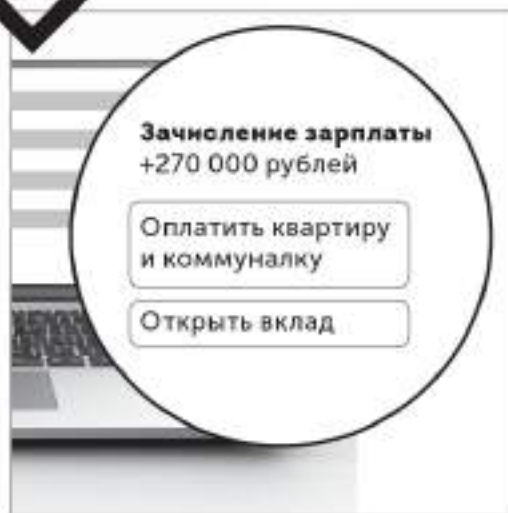 Зачисление зарплаты
+270 000 рублей
Оплатить квартиру
и коммуналку
Открыть вклад